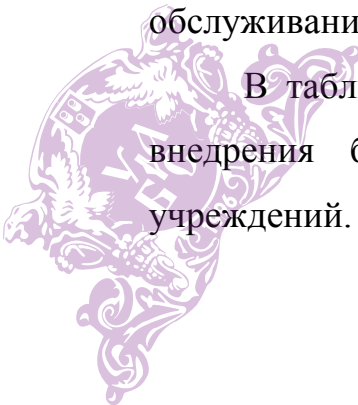 обслуживани
В табл
внедрения б
учреждений.